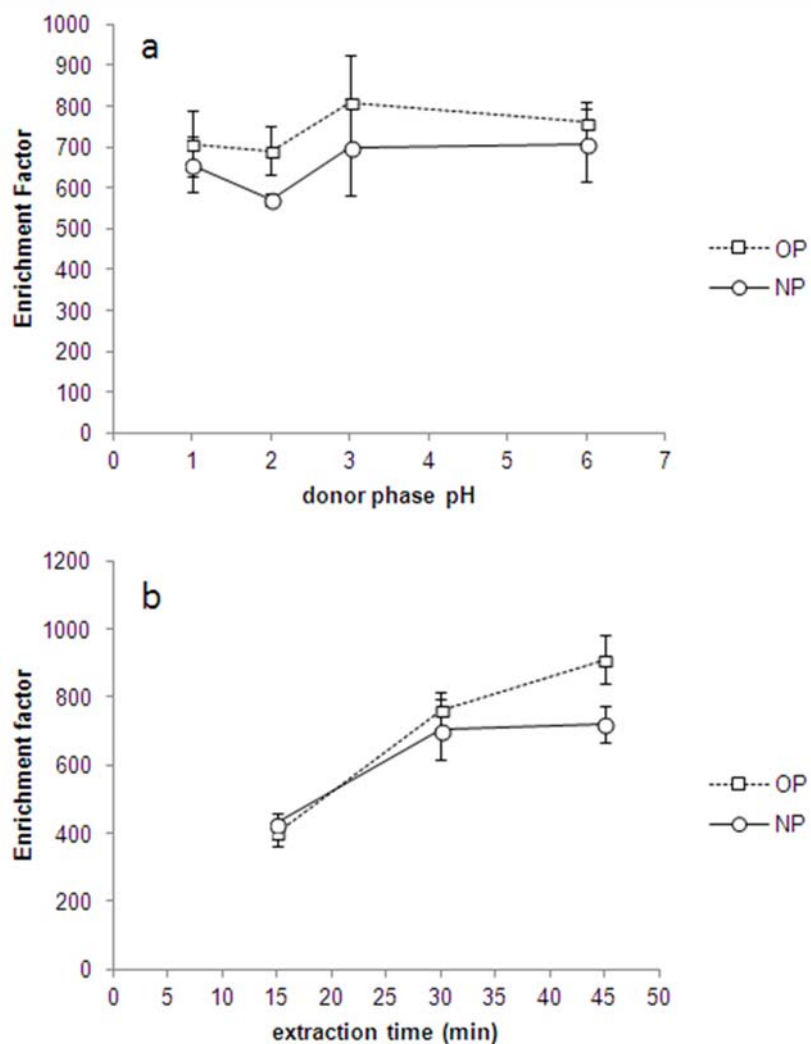 a
1000
900
800
700
600
500
400
300
200
100
0
Enrichment Factor
0 1 2 3 4 5 6 7
donor phase pH
OP
NP
b
1200
1000
800
600
400
200
0
Enrichment factor
0 5 10 15 20 25 30 35 40 45 50
extraction time (min)
OP
NP